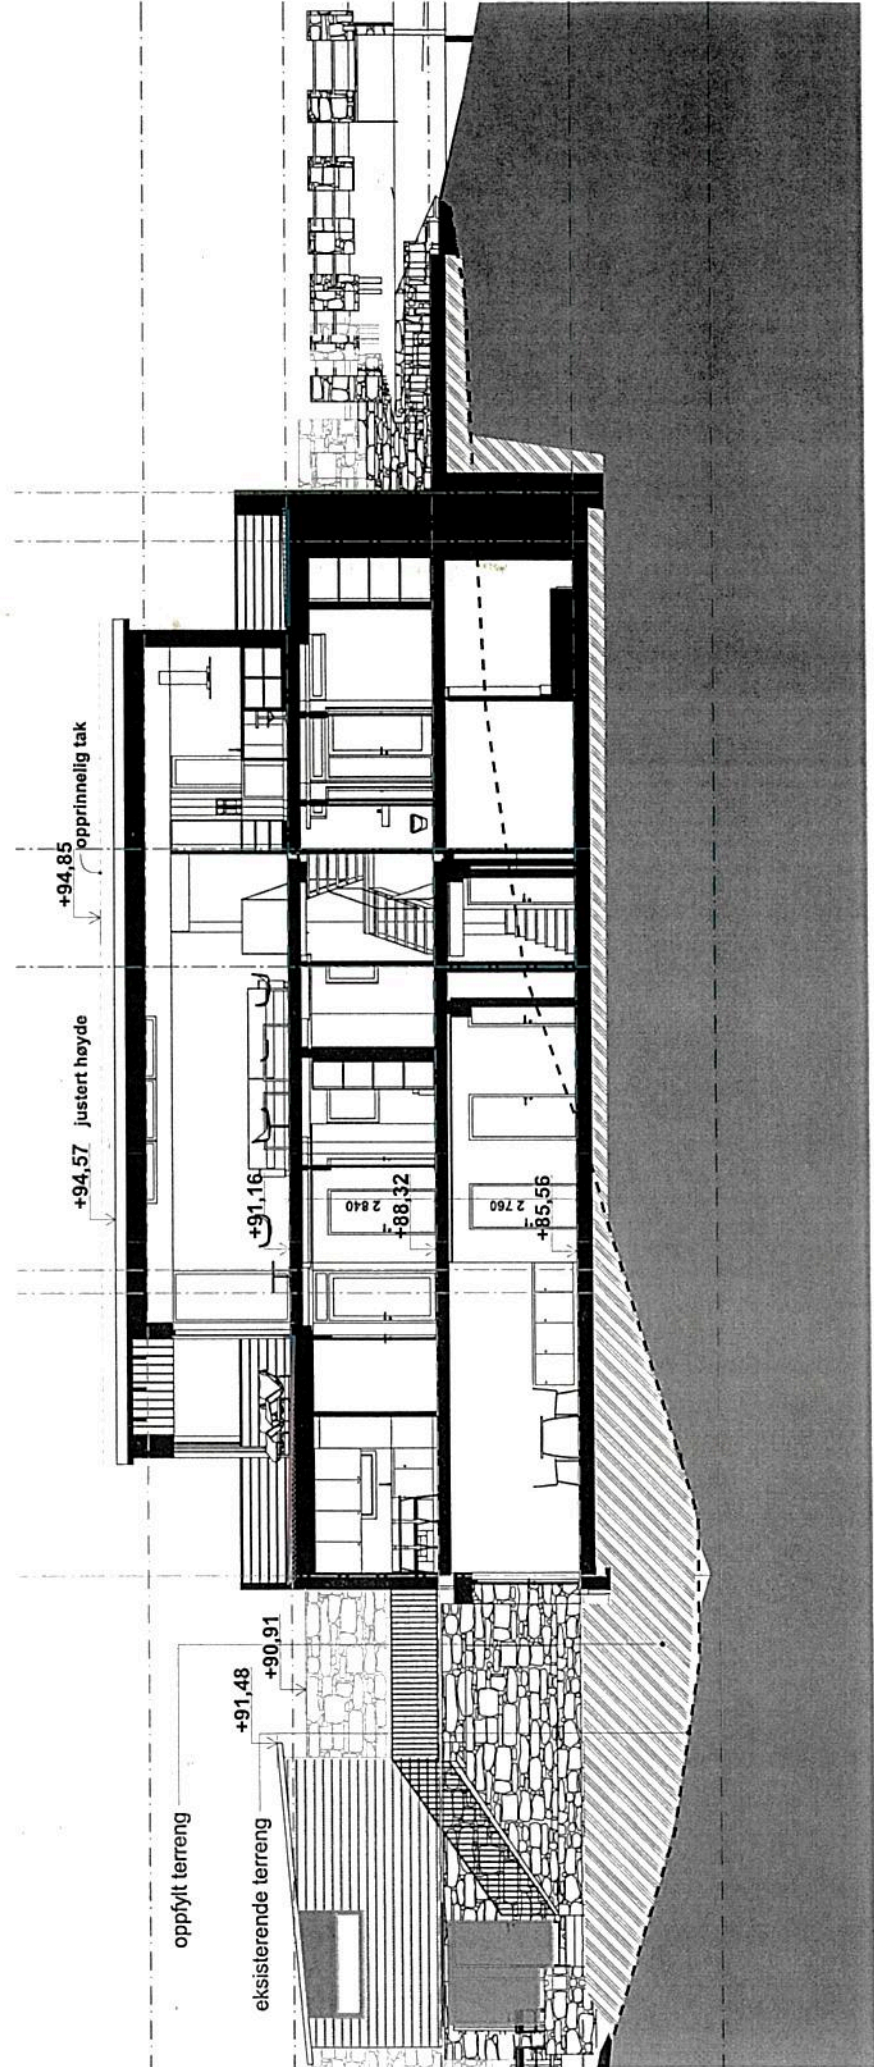 +94,85
opprinnelig tak
+94,57 justert høyde
+91,16
2 840
+88,32
2 760
+85,56
+90,91
+91,48
oppfylt terreng
eksisterende terreng